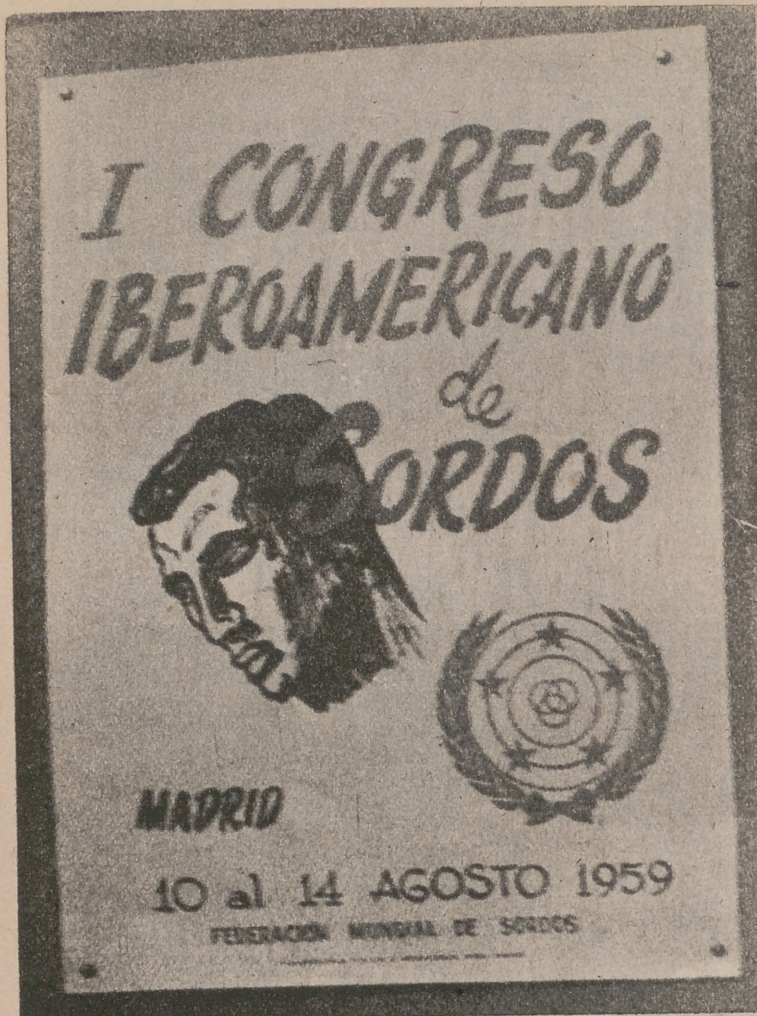 I CONGRESO
IBEROAMERICANO
de
SORDOS
MADRID
10 al 14 AGOSTO 1959
FEDERACION MUNDIAL DE SORDOS